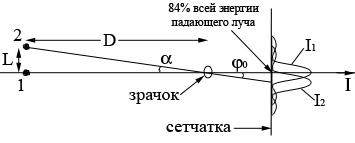 84% всей энергии
падающего луча
2
D
L
α
φ₀
I₁
1
I
зрачок
I₂
сетчатка